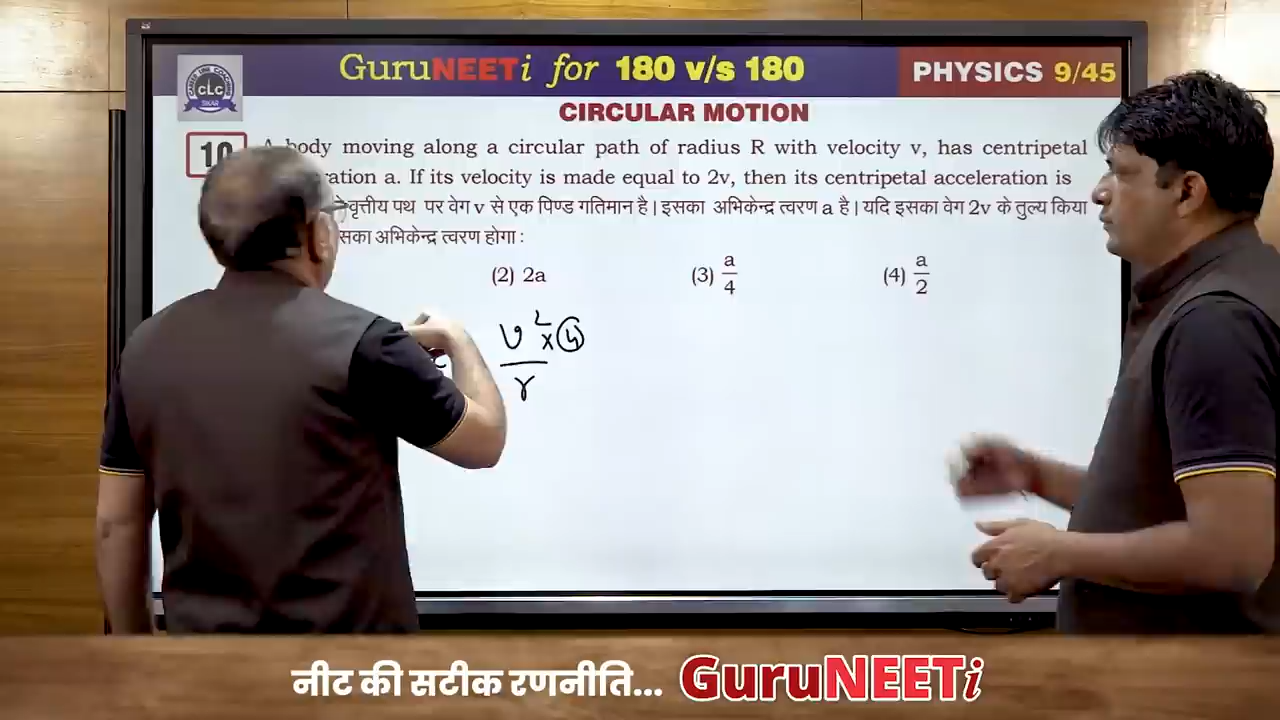 GuruNEETi for 180 v/s 180
PHYSICS 9/45
CLC
SIKAR
CIRCULAR MOTION
10
body moving along a circular path of radius R with velocity v, has centripetal
a. If its velocity is made equal to 2v, then its centripetal acceleration is
वृत्तीय पथ पर वेग v से एक पिण्ड गतिमान है। इसका अभिकेन्द्र त्वरण a है। यदि इसका वेग 2v के तुल्य किया
अभिकेन्द्र त्वरण होगा :
(2) 2a (3) a/4 (4) a/2
v² × 4
r
नीट की सटीक रणनीति... GuruNEETi